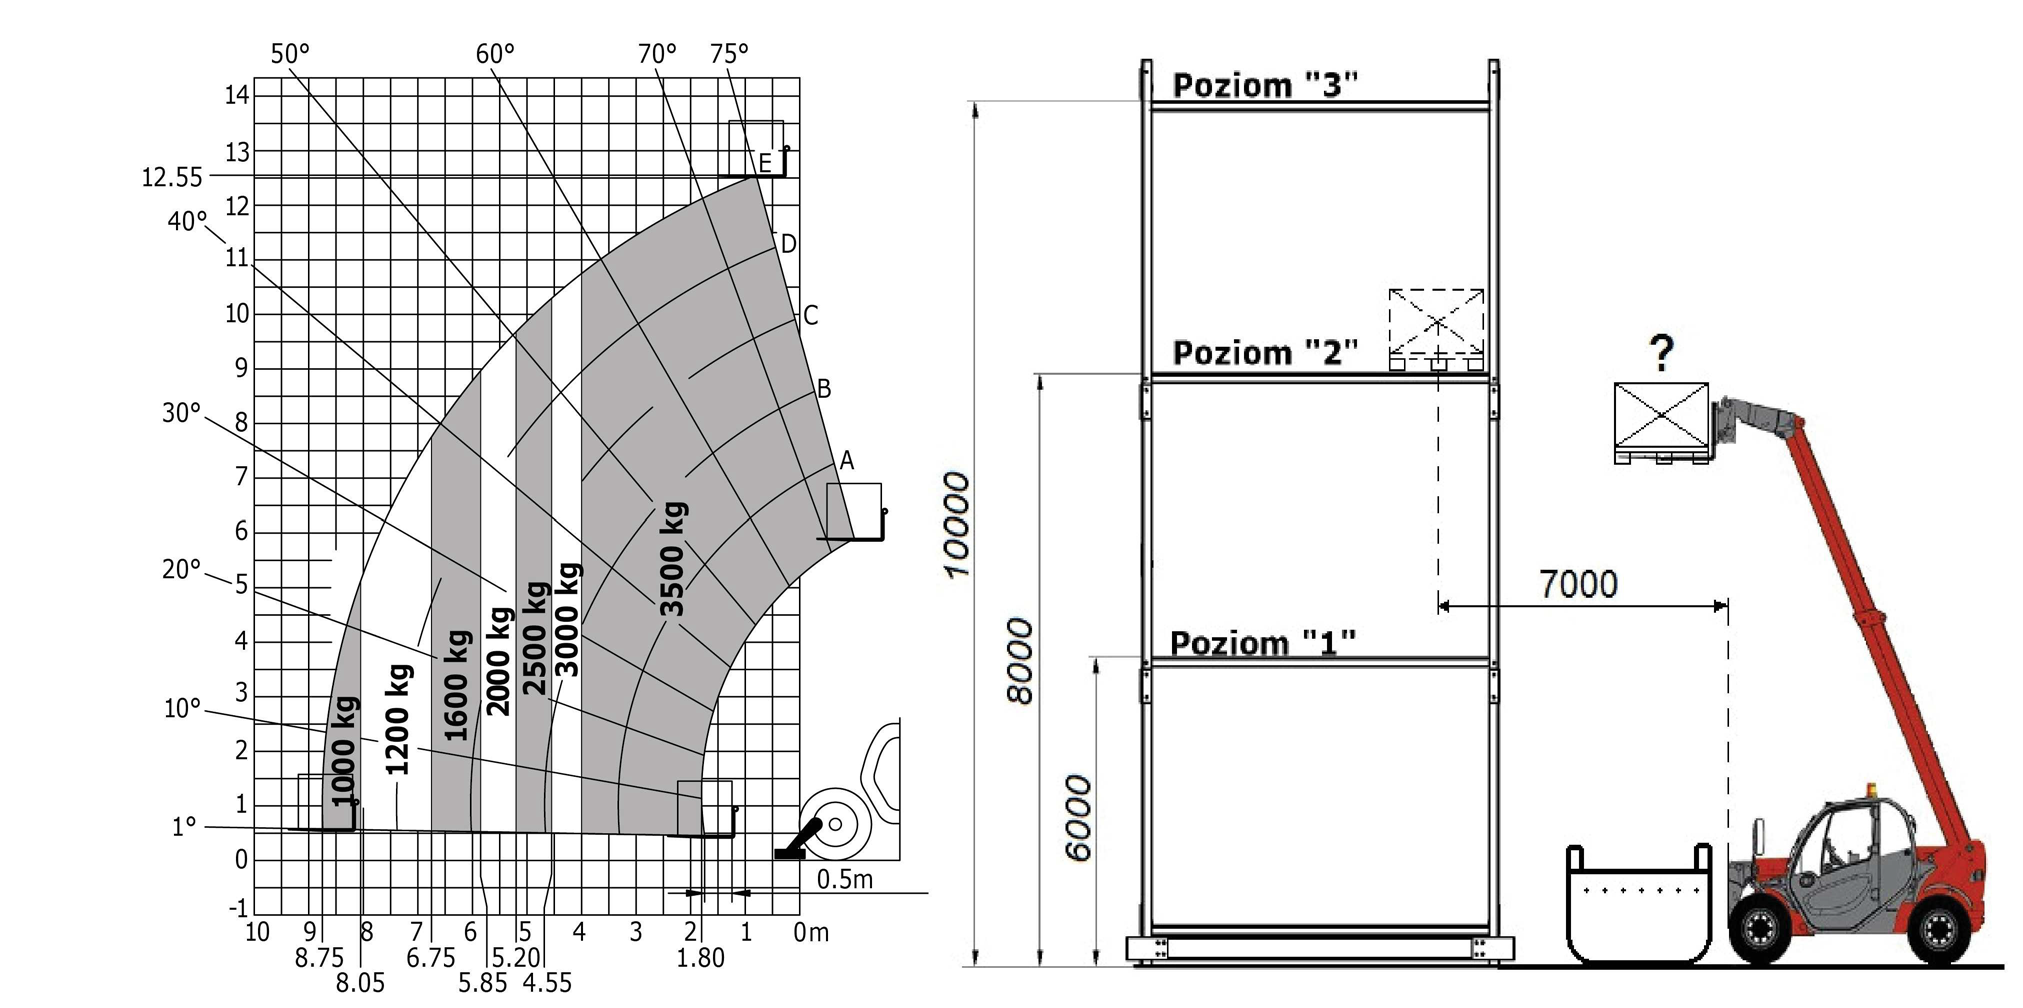 50° 60° 70° 75°
14
13
12.55
12
40°
11
10
9
30°
8
7
6
20°
5
4
3
10°
2
1
1°
0
-1
E
D
C
B
A
1000 kg
1200 kg
1600 kg
2000 kg
2500 kg
3000 kg
3500 kg
0.5m
10 9 8 7 6 5 4 3 2 1 0m
8.75 6.75 5.20 1.80
8.05 5.85 4.55
Poziom "3"
Poziom "2"
Poziom "1"
10000
8000
6000
7000
?